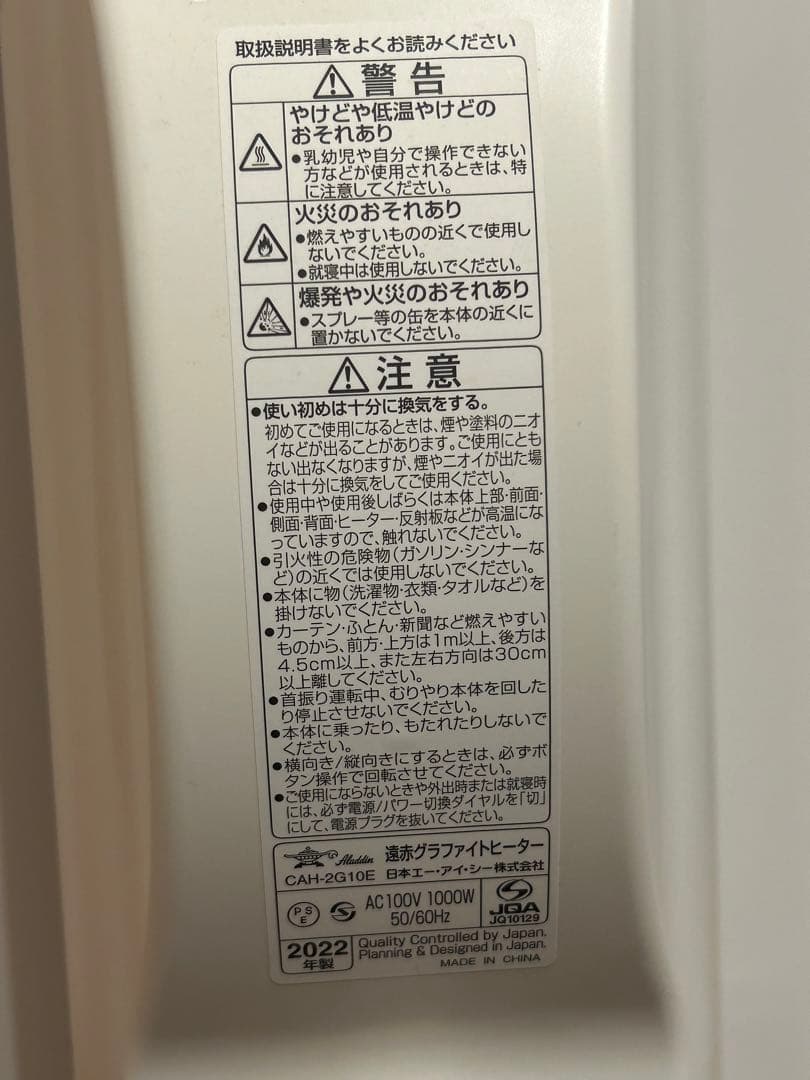 取扱説明書をよくお読みください
警告
やけどや低温やけどの
おそれあり
●乳幼児や自分で操作できない
方などが使用されるときは、特
に注意してください。
火災のおそれあり
●燃えやすいものの近くで使用し
ないでください。
●就寝中は使用しないでください。
爆発や火災のおそれあり
●スプレー等の缶を本体の近くに
置かないでください。
注意
●使い初めは十分に換気をする。
初めてご使用になるときは、煙や塗料のニオ
イなどが出ることがあります。ご使用にとも
ない出なくなりますが、煙やニオイが出た場
合は十分に換気をしてご使用ください。
●使用中や使用後しばらくは本体上部・前面・
側面・背面・ヒーター・反射板などが高温にな
っていますので、触れないでください。
●引火性の危険物(ガソリン・シンナーな
ど)の近くでは使用しないでください。
●本体に物(洗濯物・衣類・タオルなど)を
掛けないでください。
●カーテン・ふとん・新聞など燃えやすい
ものから、前方・上方は1m以上、後方は
4.5cm以上、また左右方向は30cm
以上離してください。
●首振り運転中、むりやり本体を回した
り停止させないでください。
●本体に乗ったり、もたれたりしないで
ください。
●横向き/縦向きにするときは、必ずボ
タン操作で回転させてください。
●ご使用にならないときや外出時または就寝時
には、必ず電源/パワー切換ダイヤルを「切」
にして、電源プラグを抜いてください。
Aladdin 遠赤グラファイトヒーター
CAH-2G10E 日本エー・アイ・シー株式会社
PS
E
AC100V 1000W
50/60Hz
JQA
JQ10129
2022
年製
Quality Controlled by Japan.
Planning & Designed in Japan.
MADE IN CHINA